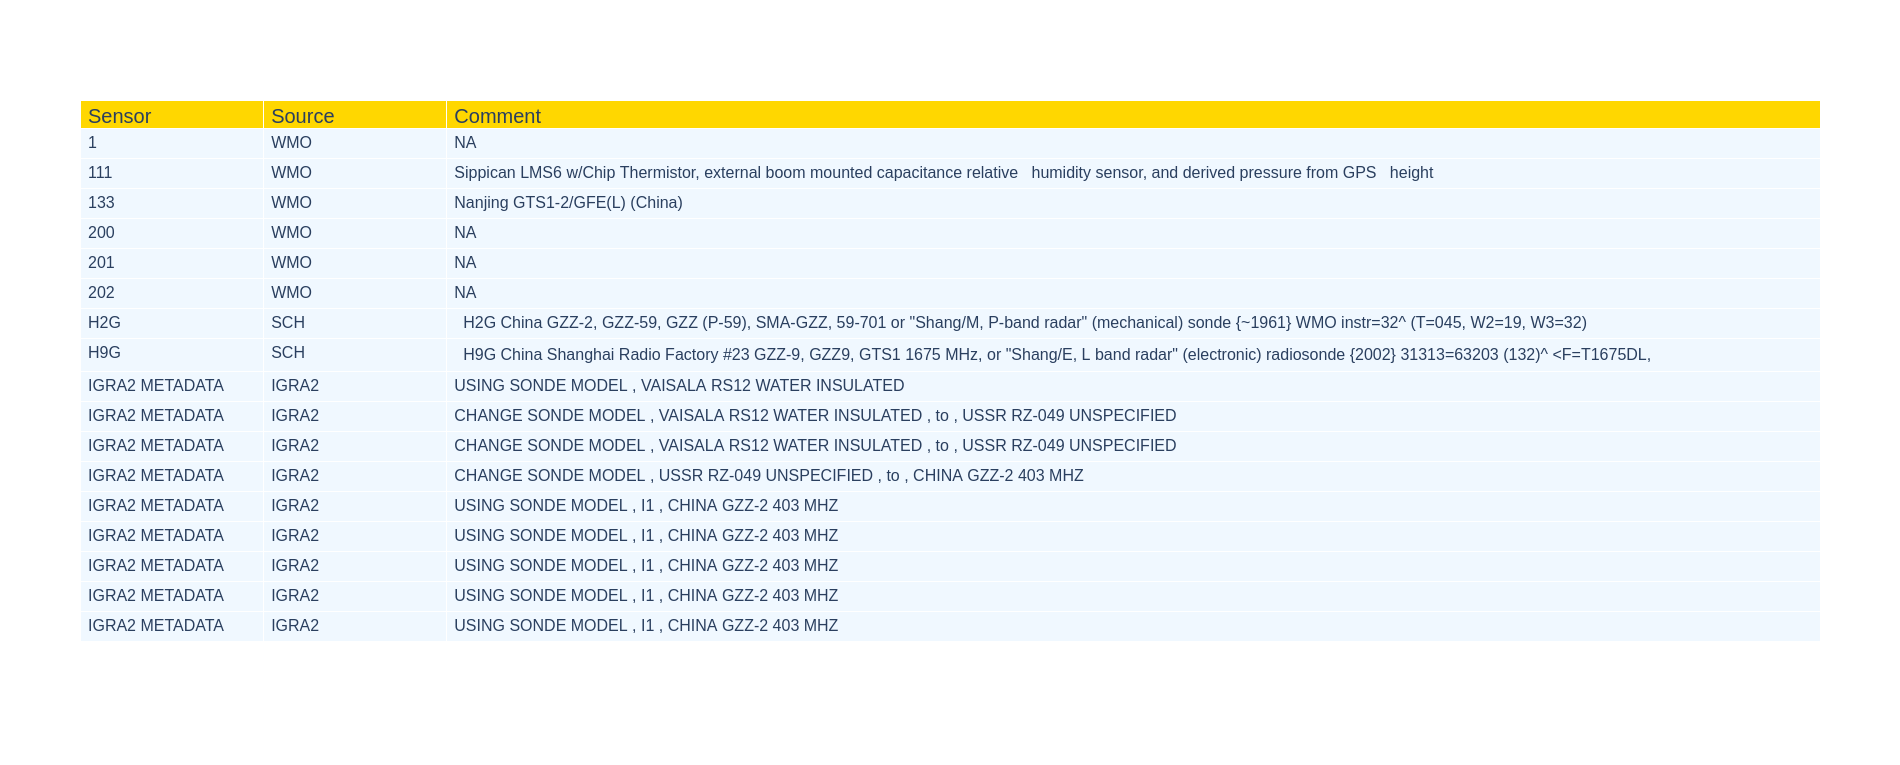 Sensor Source Comment
1 WMO NA
111 WMO Sippican LMS6 w/Chip Thermistor, external boom mounted capacitance relative   humidity sensor, and derived pressure from GPS   height
133 WMO Nanjing GTS1-2/GFE(L) (China)
200 WMO NA
201 WMO NA
202 WMO NA
H2G SCH H2G China GZZ-2, GZZ-59, GZZ (P-59), SMA-GZZ, 59-701 or "Shang/M, P-band radar" (mechanical) sonde {~1961} WMO instr=32^ (T=045, W2=19, W3=32)
H9G SCH H9G China Shanghai Radio Factory #23 GZZ-9, GZZ9, GTS1 1675 MHz, or "Shang/E, L band radar" (electronic) radiosonde {2002} 31313=63203 (132)^ <F=T1675DL,
IGRA2 METADATA IGRA2 USING SONDE MODEL , VAISALA RS12 WATER INSULATED
IGRA2 METADATA IGRA2 CHANGE SONDE MODEL , VAISALA RS12 WATER INSULATED , to , USSR RZ-049 UNSPECIFIED
IGRA2 METADATA IGRA2 CHANGE SONDE MODEL , VAISALA RS12 WATER INSULATED , to , USSR RZ-049 UNSPECIFIED
IGRA2 METADATA IGRA2 CHANGE SONDE MODEL , USSR RZ-049 UNSPECIFIED , to , CHINA GZZ-2 403 MHZ
IGRA2 METADATA IGRA2 USING SONDE MODEL , I1 , CHINA GZZ-2 403 MHZ
IGRA2 METADATA IGRA2 USING SONDE MODEL , I1 , CHINA GZZ-2 403 MHZ
IGRA2 METADATA IGRA2 USING SONDE MODEL , I1 , CHINA GZZ-2 403 MHZ
IGRA2 METADATA IGRA2 USING SONDE MODEL , I1 , CHINA GZZ-2 403 MHZ
IGRA2 METADATA IGRA2 USING SONDE MODEL , I1 , CHINA GZZ-2 403 MHZ